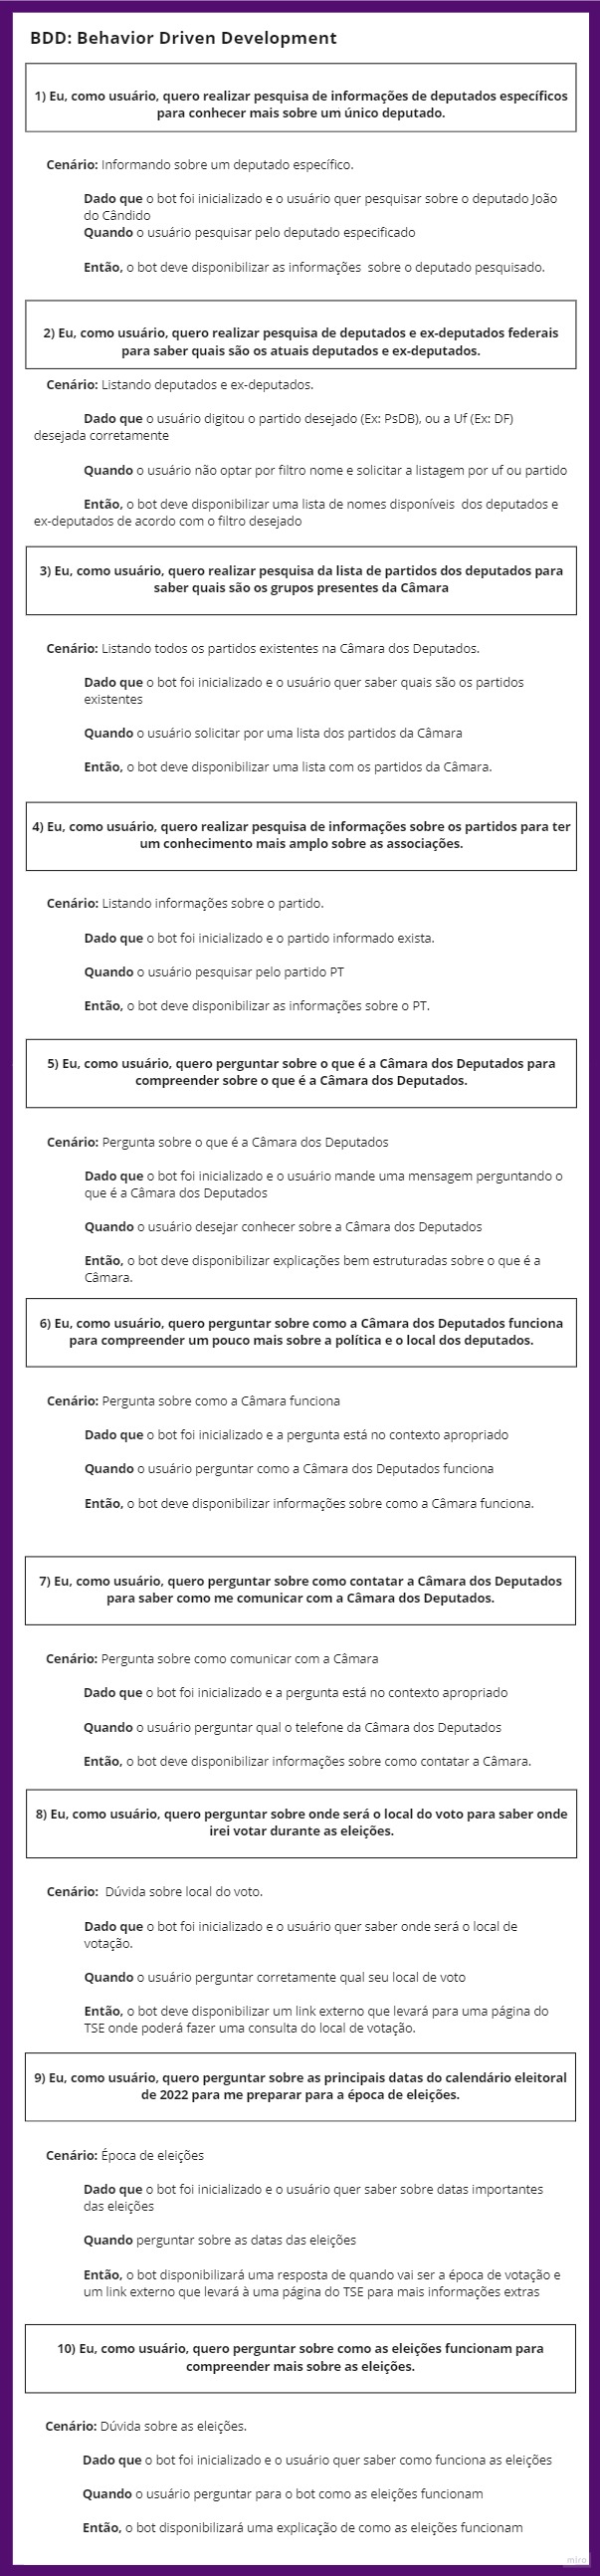 BDD: Behavior Driven Development
1) Eu, como usuário, quero realizar pesquisa de informações de deputados específicos
para conhecer mais sobre um único deputado.
Cenário: Informando sobre um deputado específico.
Dado que o bot foi inicializado e o usuário quer pesquisar sobre o deputado João
do Cândido
Quando o usuário pesquisar pelo deputado especificado
Então, o bot deve disponibilizar as informações  sobre o deputado pesquisado.
2) Eu, como usuário, quero realizar pesquisa de deputados e ex-deputados federais
para saber quais são os atuais deputados e ex-deputados.
Cenário: Listando deputados e ex-deputados.
Dado que o usuário digitou o partido desejado (Ex: PsDB), ou a Uf (Ex: DF)
desejada corretamente
Quando o usuário não optar por filtro nome e solicitar a listagem por uf ou partido
Então, o bot deve disponibilizar uma lista de nomes disponíveis  dos deputados e
ex-deputados de acordo com o filtro desejado
3) Eu, como usuário, quero realizar pesquisa da lista de partidos dos deputados para
saber quais são os grupos presentes da Câmara
Cenário: Listando todos os partidos existentes na Câmara dos Deputados.
Dado que o bot foi inicializado e o usuário quer saber quais são os partidos
existentes
Quando o usuário solicitar por uma lista dos partidos da Câmara
Então, o bot deve disponibilizar uma lista com os partidos da Câmara.
4) Eu, como usuário, quero realizar pesquisa de informações sobre os partidos para ter
um conhecimento mais amplo sobre as associações.
Cenário: Listando informações sobre o partido.
Dado que o bot foi inicializado e o partido informado exista.
Quando o usuário pesquisar pelo partido PT
Então, o bot deve disponibilizar as informações sobre o PT.
5) Eu, como usuário, quero perguntar sobre o que é a Câmara dos Deputados para
compreender sobre o que é a Câmara dos Deputados.
Cenário: Pergunta sobre o que é a Câmara dos Deputados
Dado que o bot foi inicializado e o usuário mande uma mensagem perguntando o
que é a Câmara dos Deputados
Quando o usuário desejar conhecer sobre a Câmara dos Deputados
Então, o bot deve disponibilizar explicações bem estruturadas sobre o que é a
Câmara.
6) Eu, como usuário, quero perguntar sobre como a Câmara dos Deputados funciona
para compreender um pouco mais sobre a política e o local dos deputados.
Cenário: Pergunta sobre como a Câmara funciona
Dado que o bot foi inicializado e a pergunta está no contexto apropriado
Quando o usuário perguntar como a Câmara dos Deputados funciona
Então, o bot deve disponibilizar informações sobre como a Câmara funciona.
7) Eu, como usuário, quero perguntar sobre como contatar a Câmara dos Deputados
para saber como me comunicar com a Câmara dos Deputados.
Cenário: Pergunta sobre como comunicar com a Câmara
Dado que o bot foi inicializado e a pergunta está no contexto apropriado
Quando o usuário perguntar qual o telefone da Câmara dos Deputados
Então, o bot deve disponibilizar informações sobre como contatar a Câmara.
8) Eu, como usuário, quero perguntar sobre onde será o local do voto para saber onde
irei votar durante as eleições.
Cenário:  Dúvida sobre local do voto.
Dado que o bot foi inicializado e o usuário quer saber onde será o local de
votação.
Quando o usuário perguntar corretamente qual seu local de voto
Então, o bot deve disponibilizar um link externo que levará para uma página do
TSE onde poderá fazer uma consulta do local de votação.
9) Eu, como usuário, quero perguntar sobre as principais datas do calendário eleitoral
de 2022 para me preparar para a época de eleições.
Cenário: Época de eleições
Dado que o bot foi inicializado e o usuário quer saber sobre datas importantes
das eleições
Quando perguntar sobre as datas das eleições
Então, o bot disponibilizará uma resposta de quando vai ser a época de votação e
um link externo que levará à uma página do TSE para mais informações extras
10) Eu, como usuário, quero perguntar sobre como as eleições funcionam para
compreender mais sobre as eleições.
Cenário: Dúvida sobre as eleições.
Dado que o bot foi inicializado e o usuário quer saber como funciona as eleições
Quando o usuário perguntar para o bot como as eleições funcionam
Então, o bot disponibilizará uma explicação de como as eleições funcionam
miro